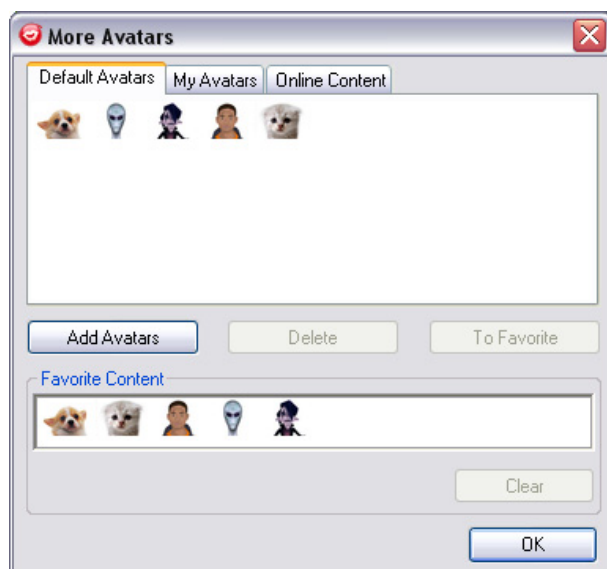 More Avatars
Default Avatars My Avatars Online Content
Add Avatars Delete To Favorite
Favorite Content
Clear
OK